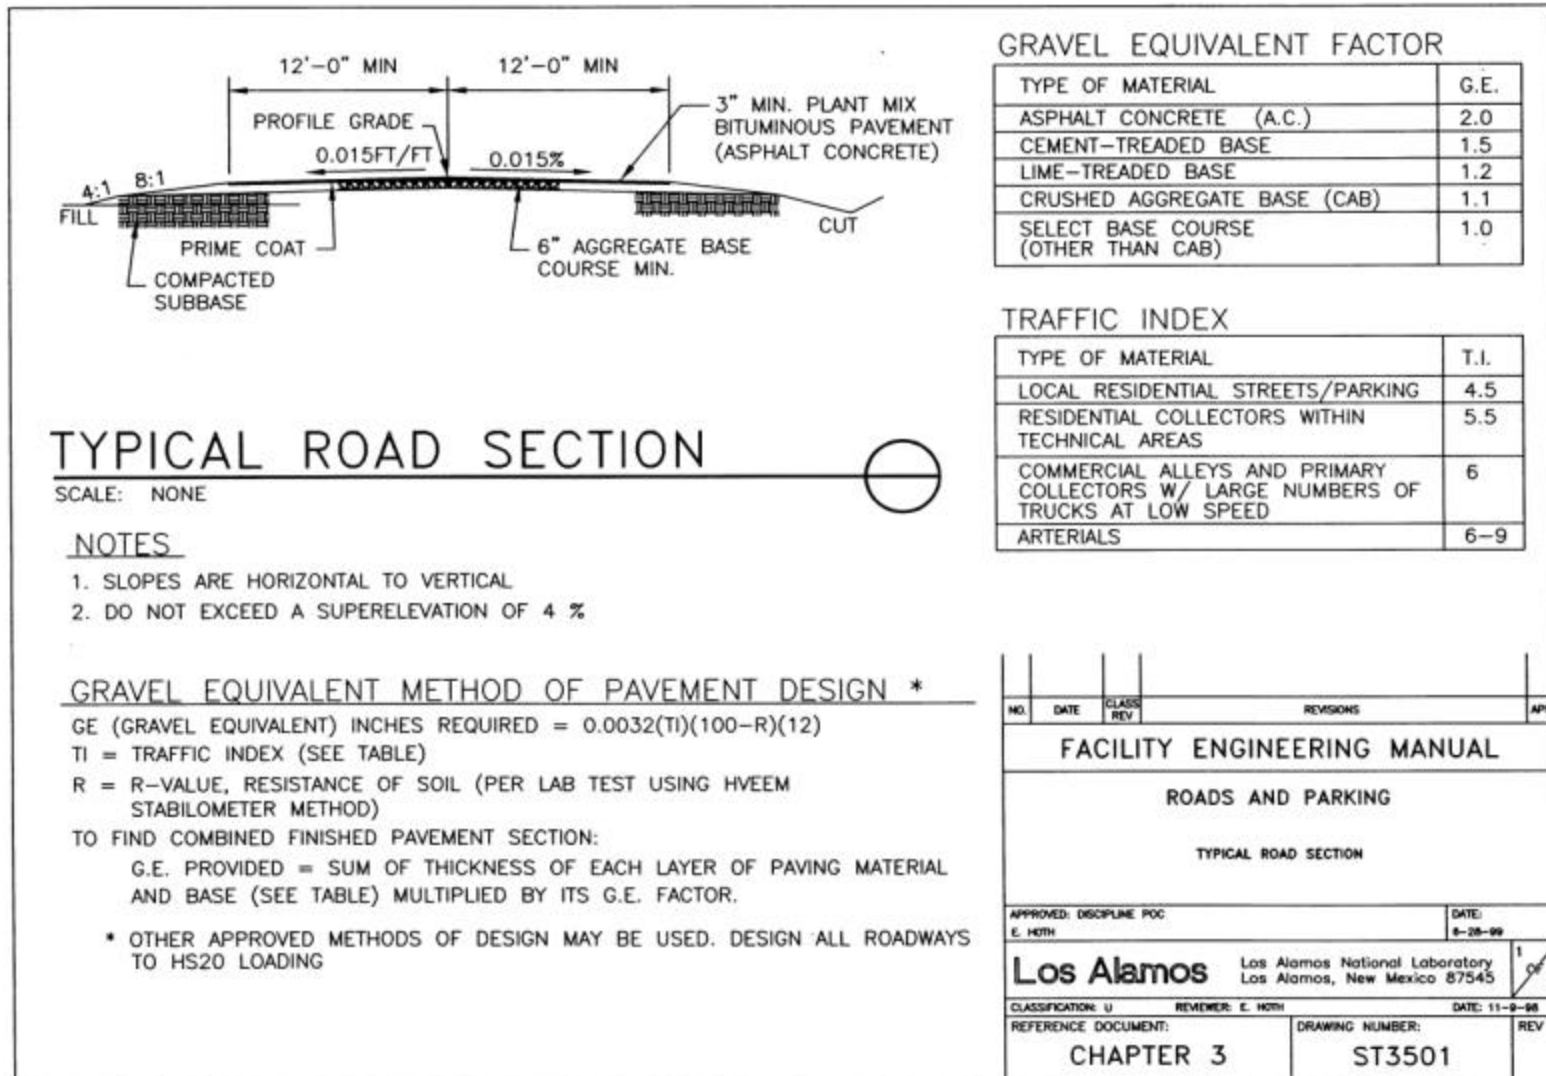 12'-0" MIN
12'-0" MIN
PROFILE GRADE
0.015FT/FT
0.015%
3" MIN. PLANT MIX
BITUMINOUS PAVEMENT
(ASPHALT CONCRETE)
4:1
8:1
FILL
CUT
PRIME COAT
6" AGGREGATE BASE
COURSE MIN.
COMPACTED
SUBBASE
TYPICAL ROAD SECTION
SCALE: NONE
NOTES
1. SLOPES ARE HORIZONTAL TO VERTICAL
2. DO NOT EXCEED A SUPERELEVATION OF 4 %
GRAVEL EQUIVALENT METHOD OF PAVEMENT DESIGN *
GE (GRAVEL EQUIVALENT) INCHES REQUIRED = 0.0032(TI)(100-R)(12)
TI = TRAFFIC INDEX (SEE TABLE)
R = R-VALUE, RESISTANCE OF SOIL (PER LAB TEST USING HVEEM
STABILOMETER METHOD)
TO FIND COMBINED FINISHED PAVEMENT SECTION:
G.E. PROVIDED = SUM OF THICKNESS OF EACH LAYER OF PAVING MATERIAL
AND BASE (SEE TABLE) MULTIPLIED BY ITS G.E. FACTOR.
* OTHER APPROVED METHODS OF DESIGN MAY BE USED. DESIGN ALL ROADWAYS
TO HS20 LOADING
GRAVEL EQUIVALENT FACTOR
TYPE OF MATERIAL G.E.
ASPHALT CONCRETE (A.C.) 2.0
CEMENT-TREADED BASE 1.5
LIME-TREADED BASE 1.2
CRUSHED AGGREGATE BASE (CAB) 1.1
SELECT BASE COURSE 1.0
(OTHER THAN CAB)
TRAFFIC INDEX
TYPE OF MATERIAL T.I.
LOCAL RESIDENTIAL STREETS/PARKING 4.5
RESIDENTIAL COLLECTORS WITHIN 5.5
TECHNICAL AREAS
COMMERCIAL ALLEYS AND PRIMARY 6
COLLECTORS W/ LARGE NUMBERS OF
TRUCKS AT LOW SPEED
ARTERIALS 6-9
NO. DATE CLASS REV REVISIONS
FACILITY ENGINEERING MANUAL
ROADS AND PARKING
TYPICAL ROAD SECTION
APPROVED: DISCIPLINE POC DATE:
E. HOTH 6-28-99
Los Alamos
Los Alamos National Laboratory
Los Alamos, New Mexico 87545
1 OF
CLASSIFICATION: U REVIEWER: E. HOTH DATE: 11-9-98
REFERENCE DOCUMENT: DRAWING NUMBER: REV
CHAPTER 3 ST3501